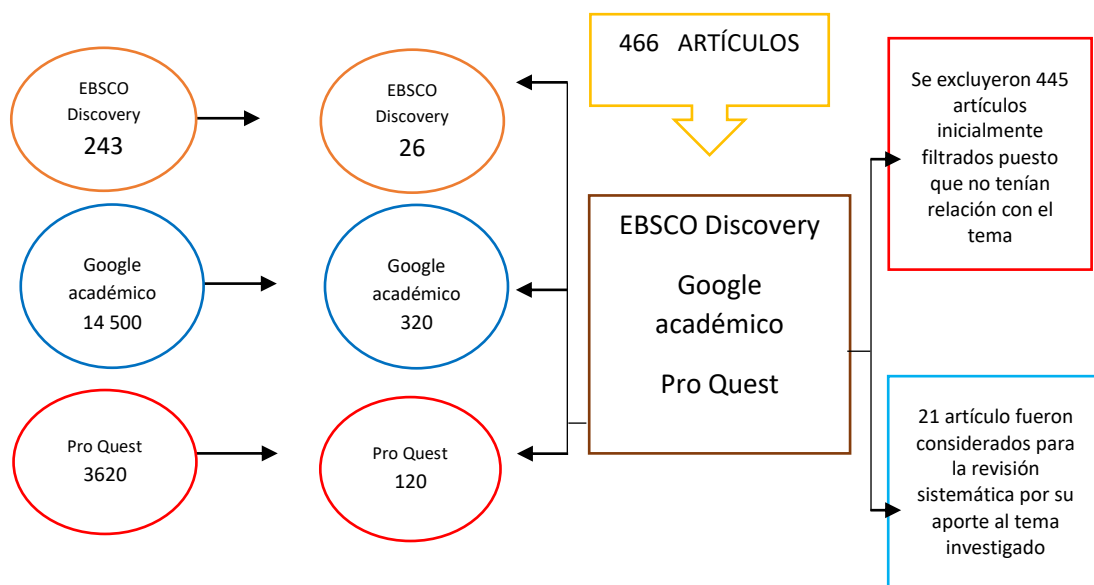 EBSCO
Discovery
243
Google
académico
14 500
Pro Quest
3620
EBSCO
Discovery
26
Google
académico
320
Pro Quest
120
466 ARTÍCULOS
EBSCO Discovery
Google
académico
Pro Quest
Se excluyeron 445
artículos
inicialmente
filtrados puesto
que no tenían
relación con el
tema
21 artículo fueron
considerados para
la revisión
sistemática por su
aporte al tema
investigado